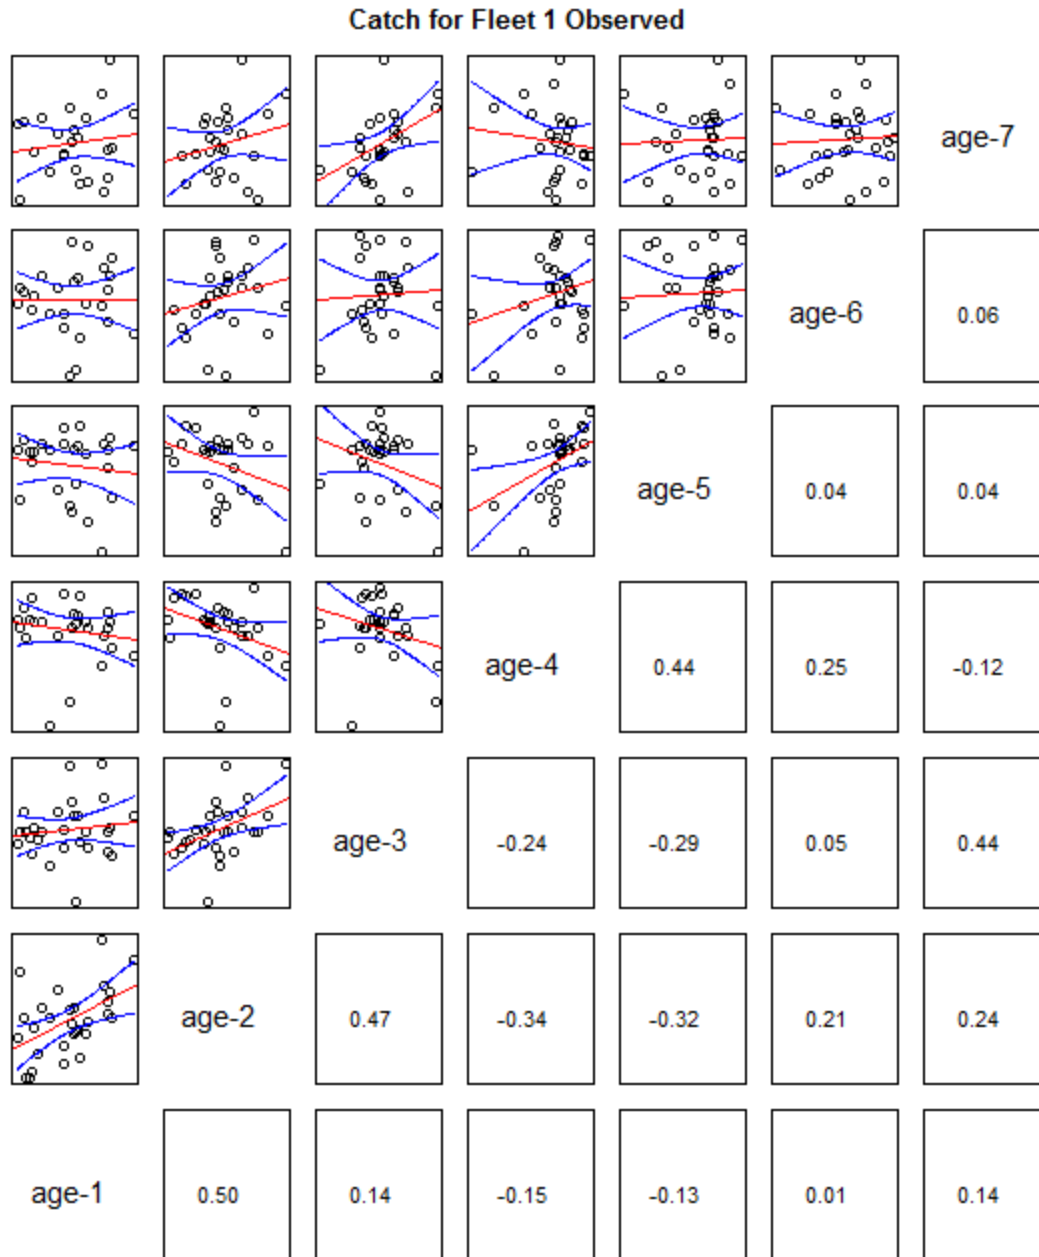 Catch for Fleet 1 Observed
age-7
age-6 0.06
age-5 0.04 0.04
age-4 0.44 0.25 -0.12
age-3 -0.24 -0.29 0.05 0.44
age-2 0.47 -0.34 -0.32 0.21 0.24
age-1 0.50 0.14 -0.15 -0.13 0.01 0.14